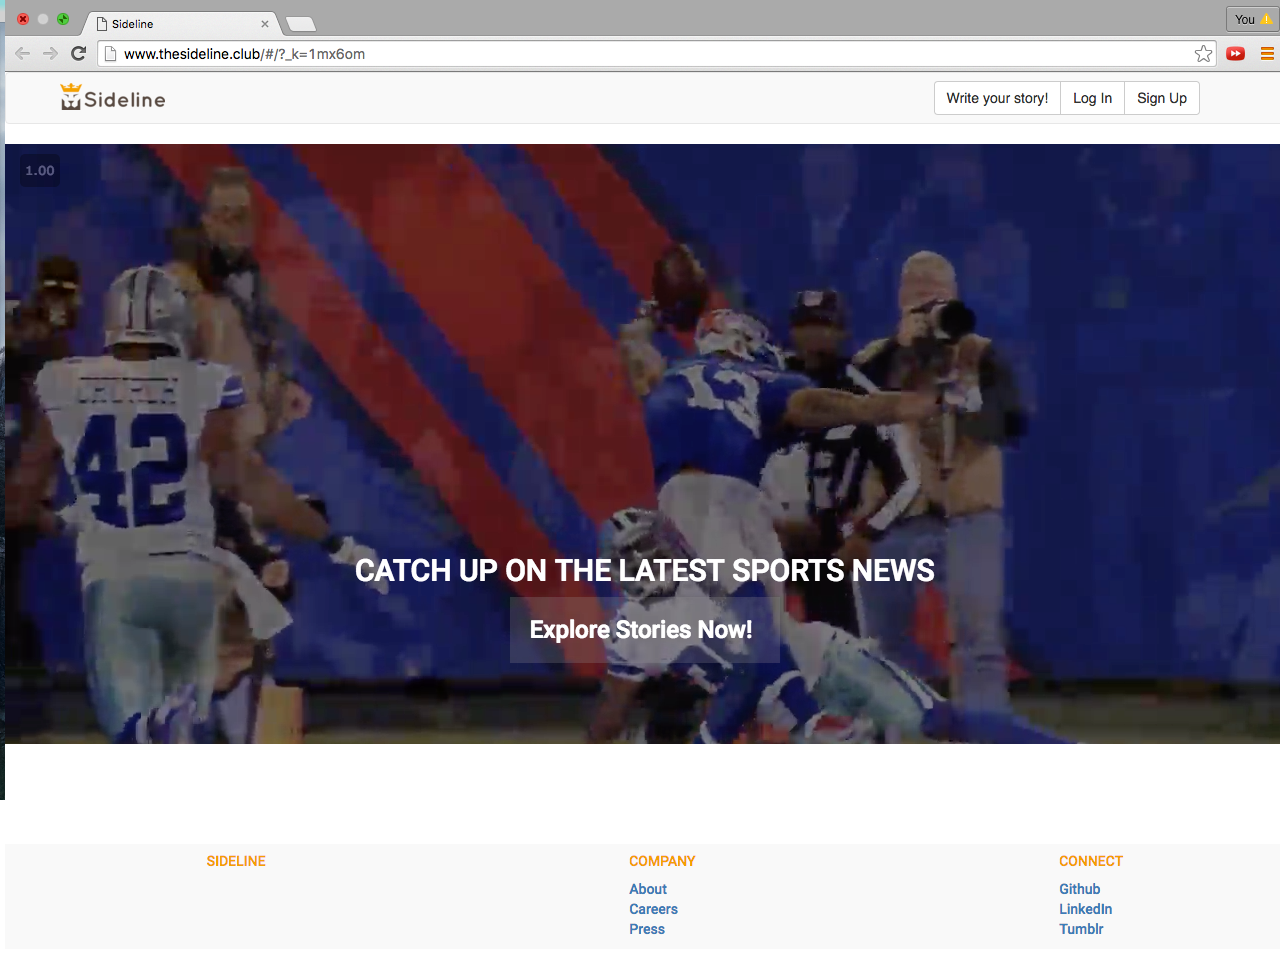 Sideline
You
www.thesideline.club/#/?_k=1mx6om
Sideline
Write your story!
Log In
Sign Up
1.00
42
13
CATCH UP ON THE LATEST SPORTS NEWS
Explore Stories Now!
SIDELINE
COMPANY
CONNECT
About
Github
Careers
LinkedIn
Press
Tumblr